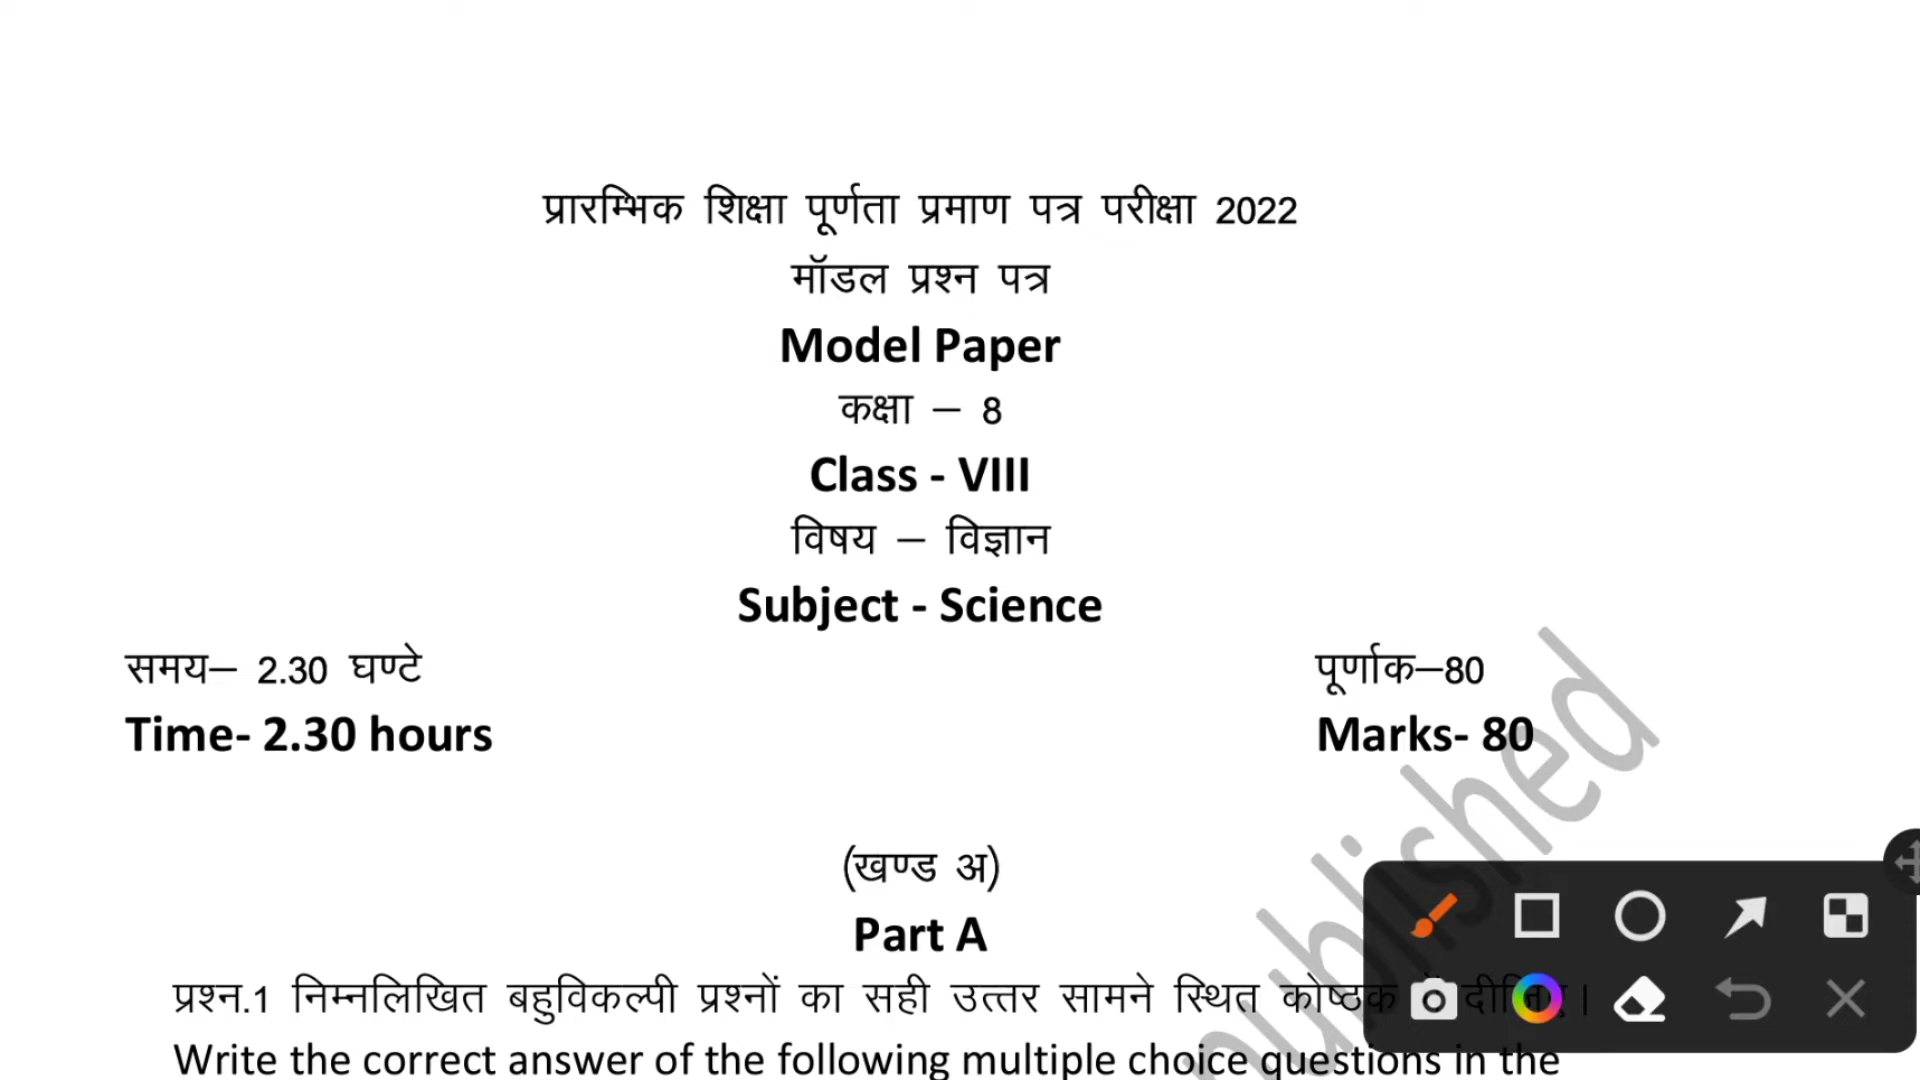 प्रारम्भिक शिक्षा पूर्णता प्रमाण पत्र परीक्षा 2022
मॉडल प्रश्न पत्र
Model Paper
कक्षा – 8
Class - VIII
विषय – विज्ञान
Subject - Science
समय– 2.30 घण्टे
पूर्णाक–80
Time- 2.30 hours
Marks- 80
(खण्ड अ)
Part A
प्रश्न.1 निम्नलिखित बहुविकल्पी प्रश्नों का सही उत्तर सामने स्थित कोष्ठक में दीजिए।
Write the correct answer of the following multiple choice questions in the
published